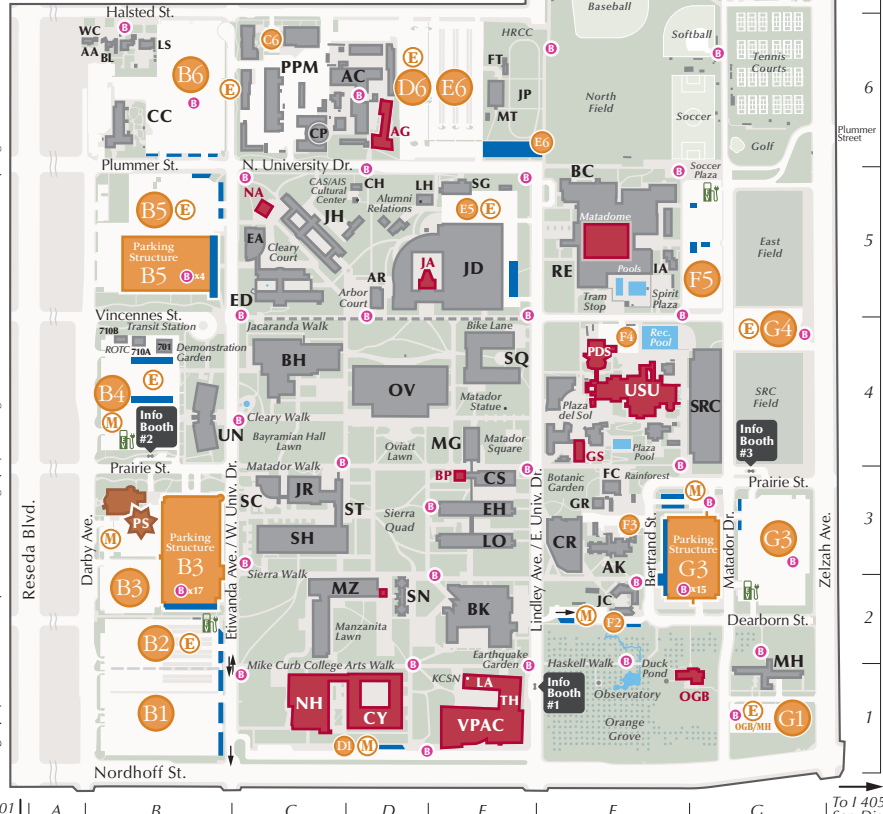 Halsted St.
Baseball
HRCC
Softball
WC
AA
BL
LS
B
B6
E
C6
PPM
AC
CP
E
D6
E6
AG
B
FT
JP
MT
E6
B
North
Field
B
Tennis
Courts
Soccer
Golf
6
Plummer
Street
CC
B
Plummer St.
N. University Dr.
B
B
B
B
Soccer
Plaza
EV
NA
CAS/AIS
Cultural
Center
CH
LH
SG
Alumni
Relations
JH
E5
E
BC
Matadome
B5
E
Parking
Structure
B5
B x4
EA
Cleary
Court
ED
AR
Arbor
Court
JA
JD
RE
Pools
IA
Tram
Stop
Spirit
Plaza
F5
East
Field
5
Vincennes St.
B
B
B
B
710B
Transit Station
ROTC
710A
701
Demonstration
Garden
Jacaranda Walk
Bike Lane
F4
Rec.
Pool
E
G4
B
BH
SQ
PDS
B4
E
M
EV
Info
Booth
#2
UN
B
Cleary Walk
Bayramian Hall
Lawn
OV
Matador
Statue
USU
SRC
Plaza
del Sol
SRC
Field
4
Oviatt
Lawn
MG
Matador
Square
GS
Plaza
Pool
Info
Booth
#3
Prairie St.
Matador Walk
B
BP
CS
B
Botanic
Garden
FC
Rainforest
B
Prairie St.
SC
JR
ST
Sierra
Quad
B
EH
GR
F3
M
PS
M
Parking
Structure
B3
B x17
SH
LO
CR
AK
Parking
Structure
G3
B x15
G3
B
3
Reseda Blvd.
Darby Ave.
Etiwanda Ave. / W. Univ. Dr.
Lindley Ave. / E. Univ. Dr.
Bertrand St.
Matador Dr.
Zelzah Ave.
B
Sierra Walk
B
B
B3
MZ
SN
BK
JC
M
F2
EV
Dearborn St.
2
EV
B2
E
Manzanita
Lawn
Earthquake
Garden
Mike Curb College Arts Walk
B
B
B
KCSN
Haskell Walk
B
Duck
Pond
B
MH
B1
NH
CY
LA
TH
VPAC
Info
Booth
#1
Observatory
OGB
Orange
Grove
B
E
OGB/MH
G1
1
D1
M
B
Nordhoff St.
A
B
C
D
E
F
G
To I 405